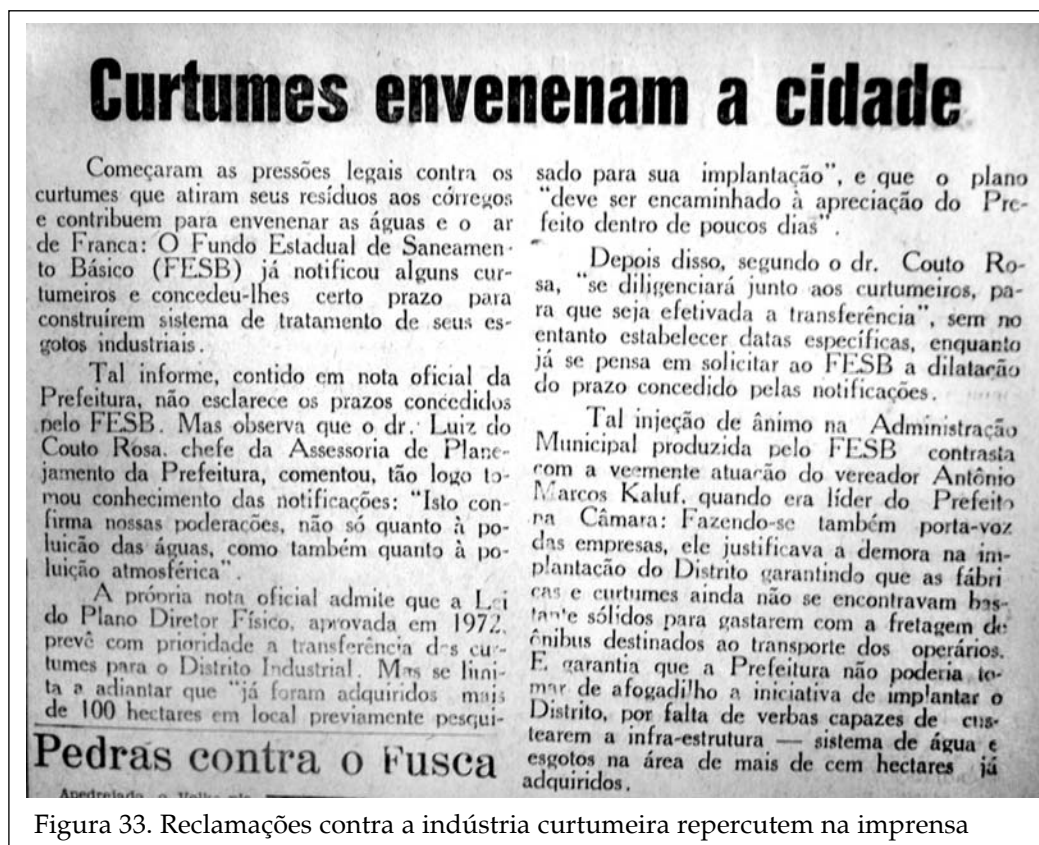 Curtumes envenenam a cidade
Começaram as pressões legais contra os
curtumes que atiram seus resíduos aos córregos
e contribuem para envenenar as águas e o ar
de Franca: O Fundo Estadual de Saneamen-
to Básico (FESB) já notificou alguns cur-
tumeiros e concedeu-lhes certo prazo para
construírem sistema de tratamento de seus es-
gotos industriais.
Tal informe, contido em nota oficial da
Prefeitura, não esclarece os prazos concedidos
pelo FESB. Mas observa que o dr. Luiz do
Couto Rosa, chefe da Assessoria de Plane-
jamento da Prefeitura, comentou, tão logo to-
mou conhecimento das notificações: "Isto con-
firma nossas poderações, não só quanto à po-
luição das águas, como também quanto à po-
luição atmosférica".
A própria nota oficial admite que a Lei
do Plano Diretor Físico, aprovada em 1972,
prevê com prioridade a transferência dos cur-
tumes para o Distrito Industrial. Mas se limi-
ta a adiantar que "já foram adquiridos mais
de 100 hectares em local previamente pesqui-
sado para sua implantação", e que o plano
"deve ser encaminhado à apreciação do Pre-
feito dentro de poucos dias".
Depois disso, segundo o dr. Couto Ro-
sa, "se diligenciará junto aos curtumeiros, pa-
ra que seja efetivada a transferência", sem no
entanto estabelecer datas específicas, enquanto
já se pensa em solicitar ao FESB a dilatação
do prazo concedido pelas notificações.
Tal injeção de ânimo na Administração
Municipal produzida pelo FESB contrasta
com a veemente atuação do vereador Antônio
Marcos Kaluf, quando era líder do Prefeito
na Câmara: Fazendo-se também porta-voz
das empresas, ele justificava a demora na im-
plantação do Distrito garantindo que as fábri
cas e curtumes ainda não se encontravam bas-
tante sólidos para gastarem com a fretagem de
ênibus destinados ao transporte dos operários.
E garantia que a Prefeitura não poderia to-
mar de afogadilho a iniciativa de implantar o
Distrito, por falta de verbas capazes de cus-
tearem a infra-estrutura — sistema de água e
esgotos na área de mais de cem hectares já
adquiridos.
Pedras contra o Fusca
Figura 33. Reclamações contra a indústria curtumeira repercutem na imprensa